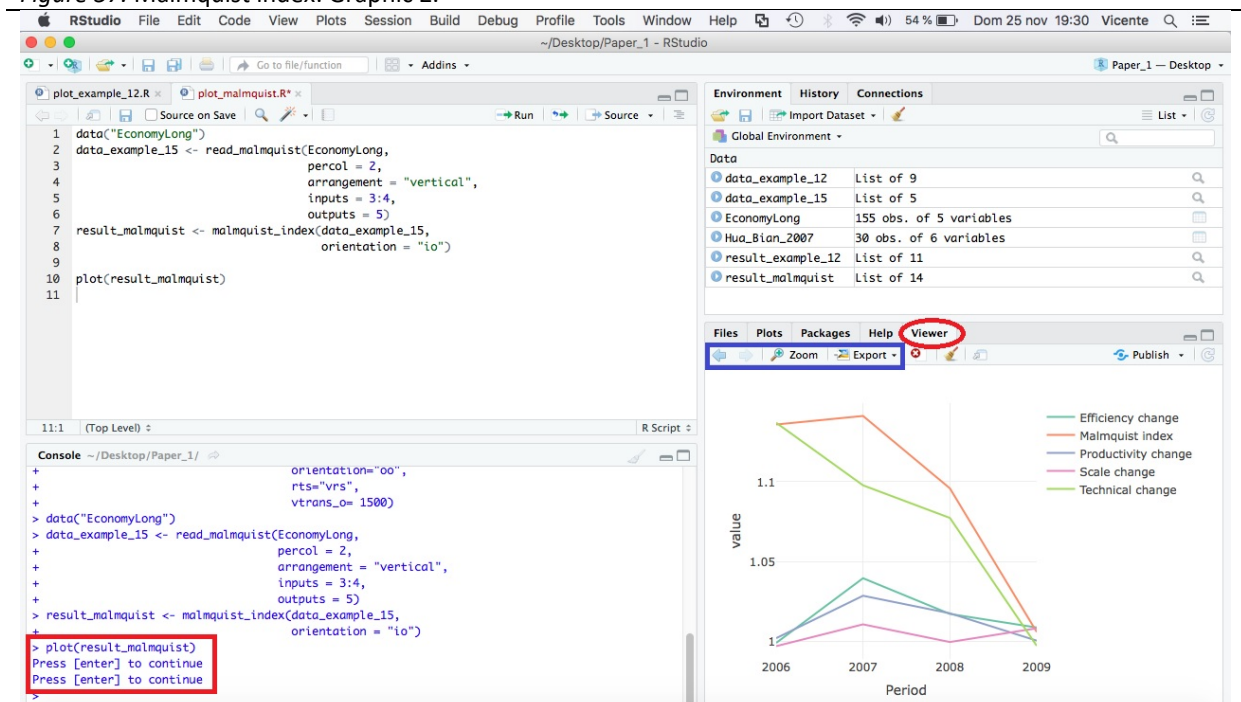 Figure 37. Malmquist index. Graphic 2.
RStudio File Edit Code View Plots Session Build Debug Profile Tools Window Help 54 % Dom 25 nov 19:30 Vicente
~/Desktop/Paper_1 - RStudio
Go to file/function Addins Paper_1 — Desktop
plot_example_12.R × plot_malmquist.R* ×
Source on Save Run Source
1 data("EconomyLong")
2 data_example_15 <- read_malmquist(EconomyLong,
3 percol = 2,
4 arrangement = "vertical",
5 inputs = 3:4,
6 outputs = 5)
7 result_malmquist <- malmquist_index(data_example_15,
8 orientation = "io")
9
10 plot(result_malmquist)
11
11:1 (Top Level) R Script
Console ~/Desktop/Paper_1/
+ orientation="oo",
+ rts="vrs",
+ vtrans_o= 1500)
> data("EconomyLong")
> data_example_15 <- read_malmquist(EconomyLong,
+ percol = 2,
+ arrangement = "vertical",
+ inputs = 3:4,
+ outputs = 5)
> result_malmquist <- malmquist_index(data_example_15,
+ orientation = "io")
> plot(result_malmquist)
Press [enter] to continue
Press [enter] to continue
>
Environment History Connections
Import Dataset List
Global Environment
Data
data_example_12 List of 9
data_example_15 List of 5
EconomyLong 155 obs. of 5 variables
Hua_Bian_2007 30 obs. of 6 variables
result_example_12 List of 11
result_malmquist List of 14
Files Plots Packages Help Viewer
Zoom Export Publish
Efficiency change
Malmquist index
Productivity change
Scale change
Technical change
value
1.1
1.05
1
2006 2007 2008 2009
Period